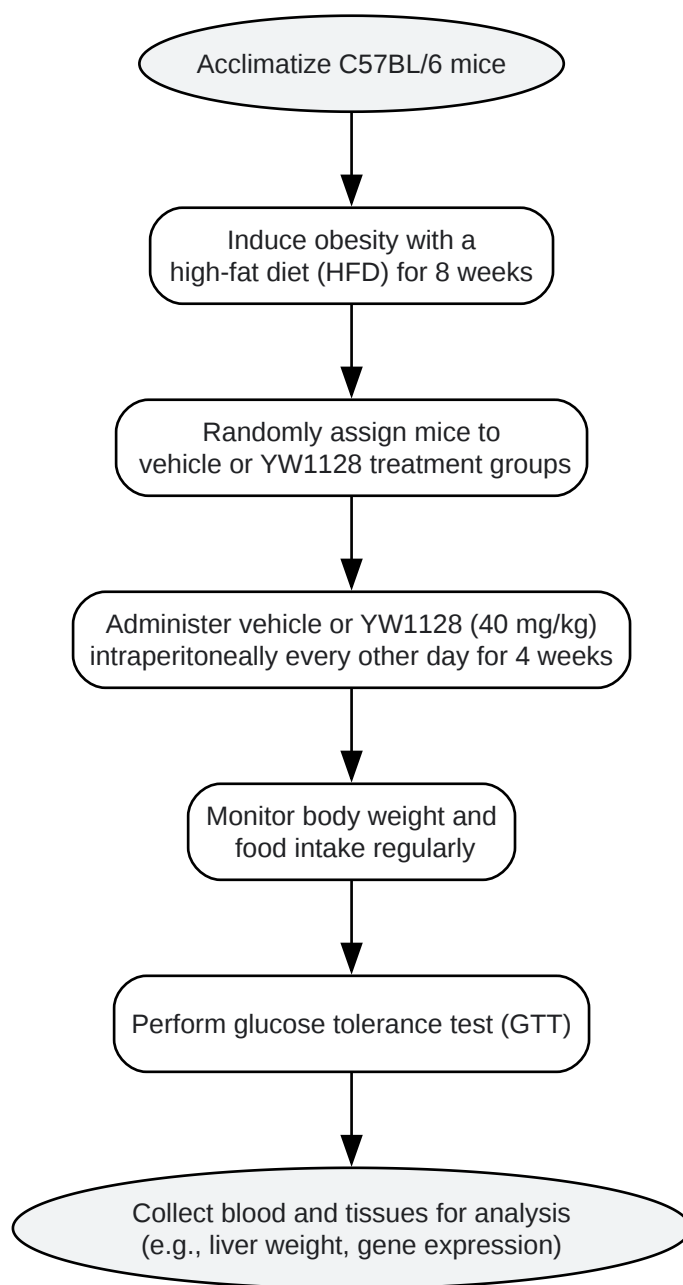 Acclimatize C57BL/6 mice
Induce obesity with a
high-fat diet (HFD) for 8 weeks
Randomly assign mice to
vehicle or YW1128 treatment groups
Administer vehicle or YW1128 (40 mg/kg)
intraperitoneally every other day for 4 weeks
Monitor body weight and
food intake regularly
Perform glucose tolerance test (GTT)
Collect blood and tissues for analysis
(e.g., liver weight, gene expression)